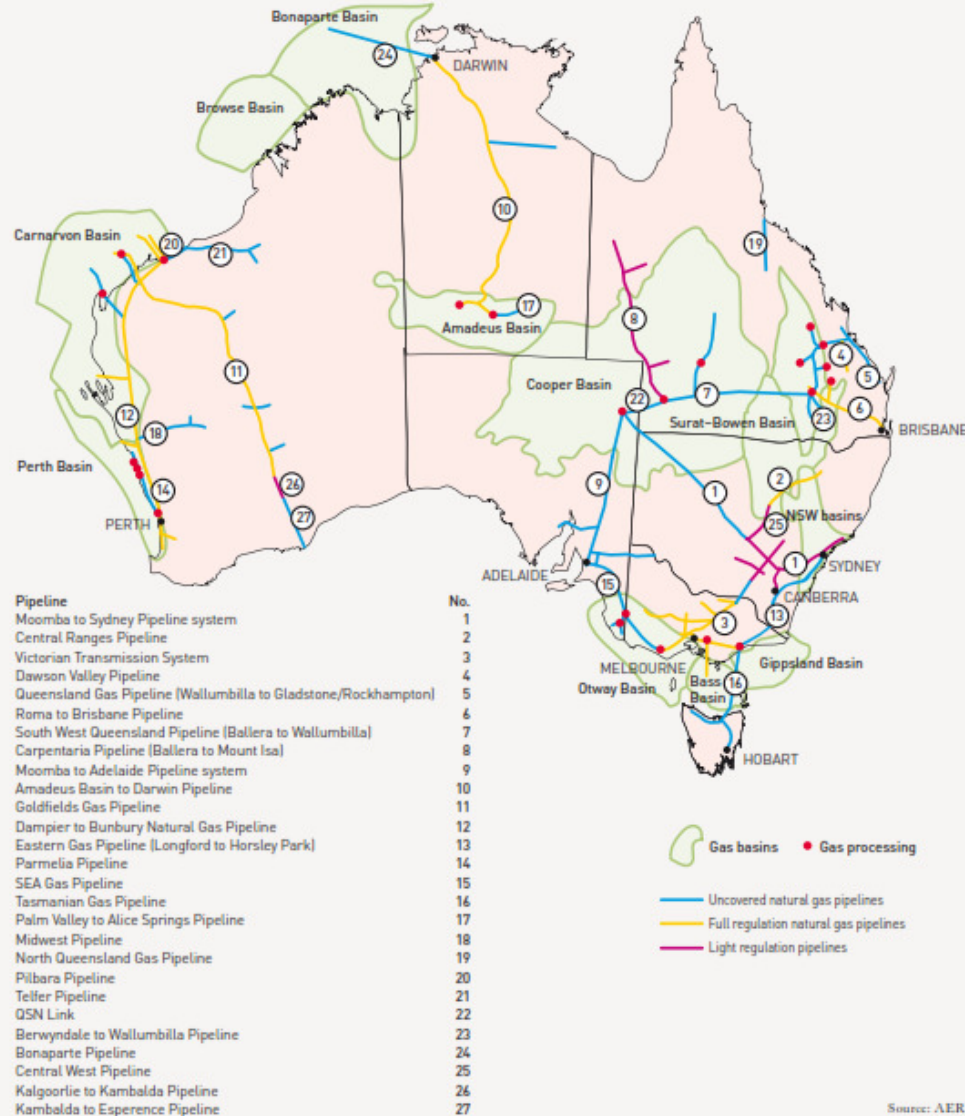 Bonaparte Basin
24
DARWIN
Browse Basin
10
Carnarvon Basin
20
21
19
17
Amadeus Basin
8
11
Cooper Basin
22
7
4
5
6
23
Surat–Bowen Basin
BRISBANE
12
18
Perth Basin
14
PERTH
26
27
9
1
2
25
NSW basins
1
SYDNEY
ADELAIDE
15
CANBERRA
13
3
MELBOURNE
Gippsland Basin
Otway Basin
Bass
Basin
16
HOBART
Pipeline No.
Moomba to Sydney Pipeline system 1
Central Ranges Pipeline 2
Victorian Transmission System 3
Dawson Valley Pipeline 4
Queensland Gas Pipeline (Wallumbilla to Gladstone/Rockhampton) 5
Roma to Brisbane Pipeline 6
South West Queensland Pipeline (Ballera to Wallumbilla) 7
Carpentaria Pipeline (Ballera to Mount Isa) 8
Moomba to Adelaide Pipeline system 9
Amadeus Basin to Darwin Pipeline 10
Goldfields Gas Pipeline 11
Dampier to Bunbury Natural Gas Pipeline 12
Eastern Gas Pipeline (Longford to Horsley Park) 13
Parmelia Pipeline 14
SEA Gas Pipeline 15
Tasmanian Gas Pipeline 16
Palm Valley to Alice Springs Pipeline 17
Midwest Pipeline 18
North Queensland Gas Pipeline 19
Pilbara Pipeline 20
Telfer Pipeline 21
QSN Link 22
Berwyndale to Wallumbilla Pipeline 23
Bonaparte Pipeline 24
Central West Pipeline 25
Kalgoorlie to Kambalda Pipeline 26
Kambalda to Esperence Pipeline 27
Gas basins
Gas processing
Uncovered natural gas pipelines
Full regulation natural gas pipelines
Light regulation pipelines
Source: AER